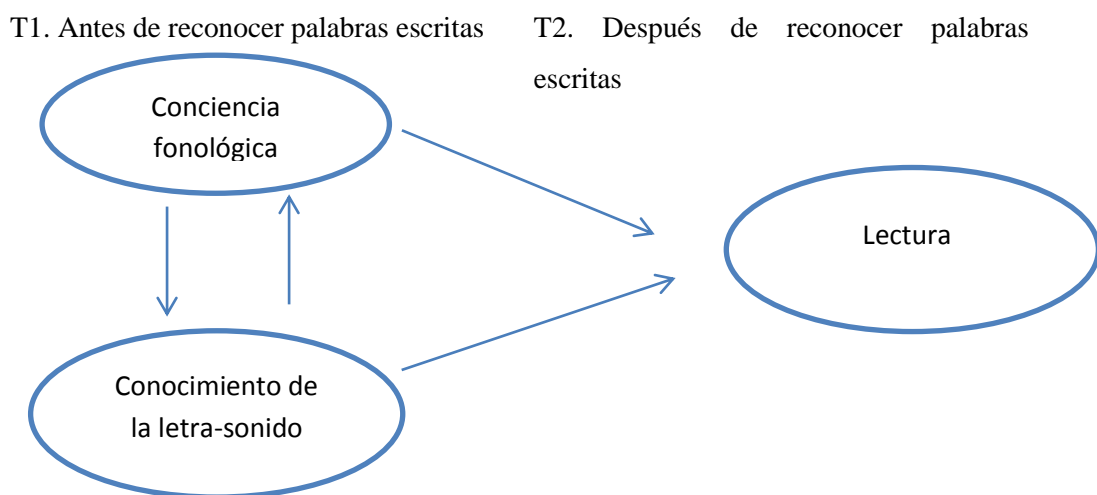 T1. Antes de reconocer palabras escritas
T2. Después de reconocer palabras
escritas
Conciencia
fonológica
Lectura
Conocimiento de
la letra-sonido